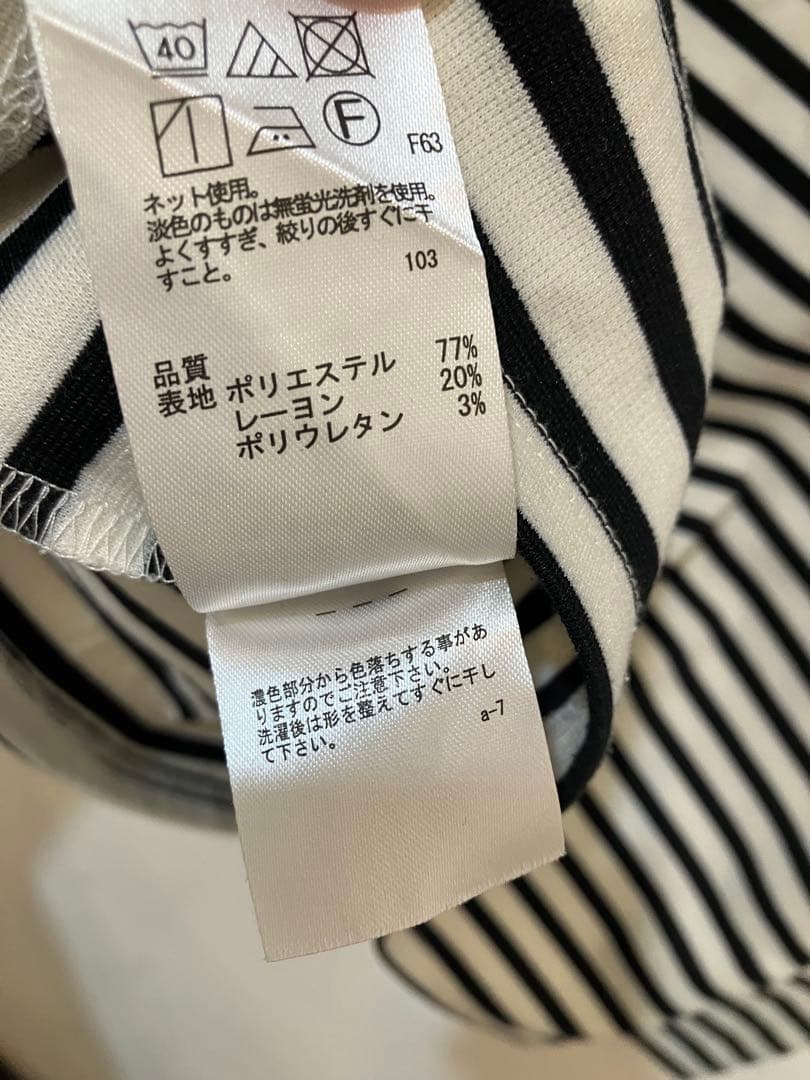 40
F
F63
ネット使用。
淡色のものは無蛍光洗剤を使用。
よくすすぎ、絞りの後すぐに干
すこと。
103
品質
表地 ポリエステル 77%
レーヨン 20%
ポリウレタン 3%
濃色部分から色落ちする事があ
りますのでご注意下さい。
洗濯後は形を整えてすぐに干し
て下さい。
a-7